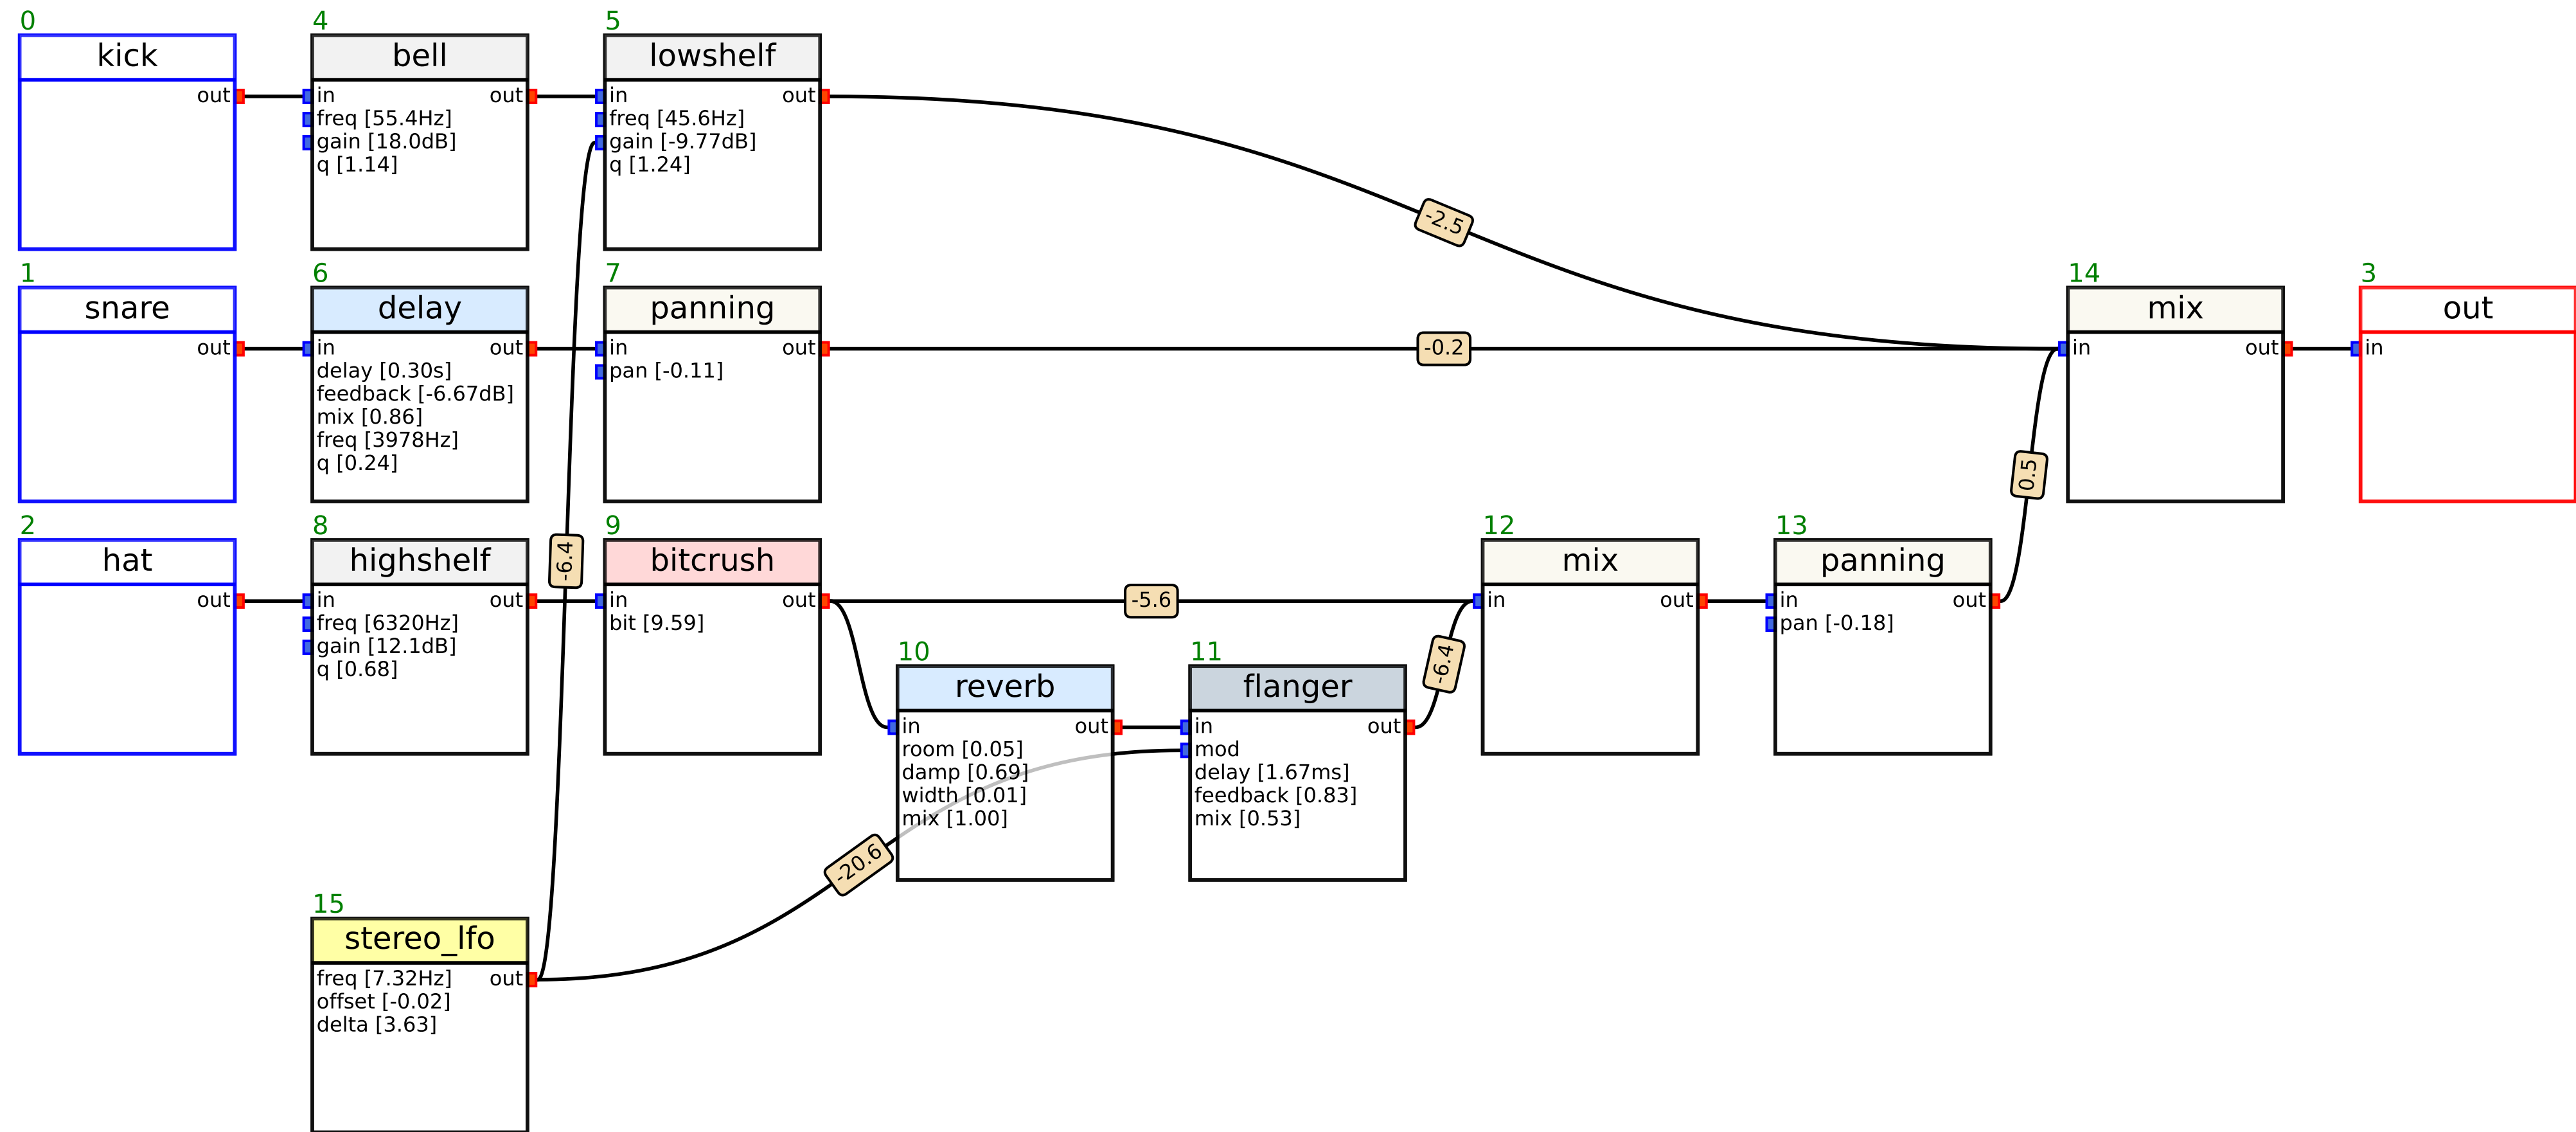 0
kick
out
4
bell
in out
freq [55.4Hz]
gain [18.0dB]
q [1.14]
5
lowshelf
in out
freq [45.6Hz]
gain [-9.77dB]
q [1.24]
-2.5
1
snare
out
6
delay
in out
delay [0.30s]
feedback [-6.67dB]
mix [0.86]
freq [3978Hz]
q [0.24]
7
panning
in out
pan [-0.11]
-0.2
14
mix
in out
3
out
in
0.5
2
hat
out
8
highshelf
in out
freq [6320Hz]
gain [12.1dB]
q [0.68]
-6.4
9
bitcrush
in out
bit [9.59]
-5.6
10
reverb
in out
room [0.05]
damp [0.69]
width [0.01]
mix [1.00]
11
flanger
in out
mod
delay [1.67ms]
feedback [0.83]
mix [0.53]
-6.4
12
mix
in out
13
panning
in out
pan [-0.18]
-20.6
15
stereo_lfo
freq [7.32Hz] out
offset [-0.02]
delta [3.63]